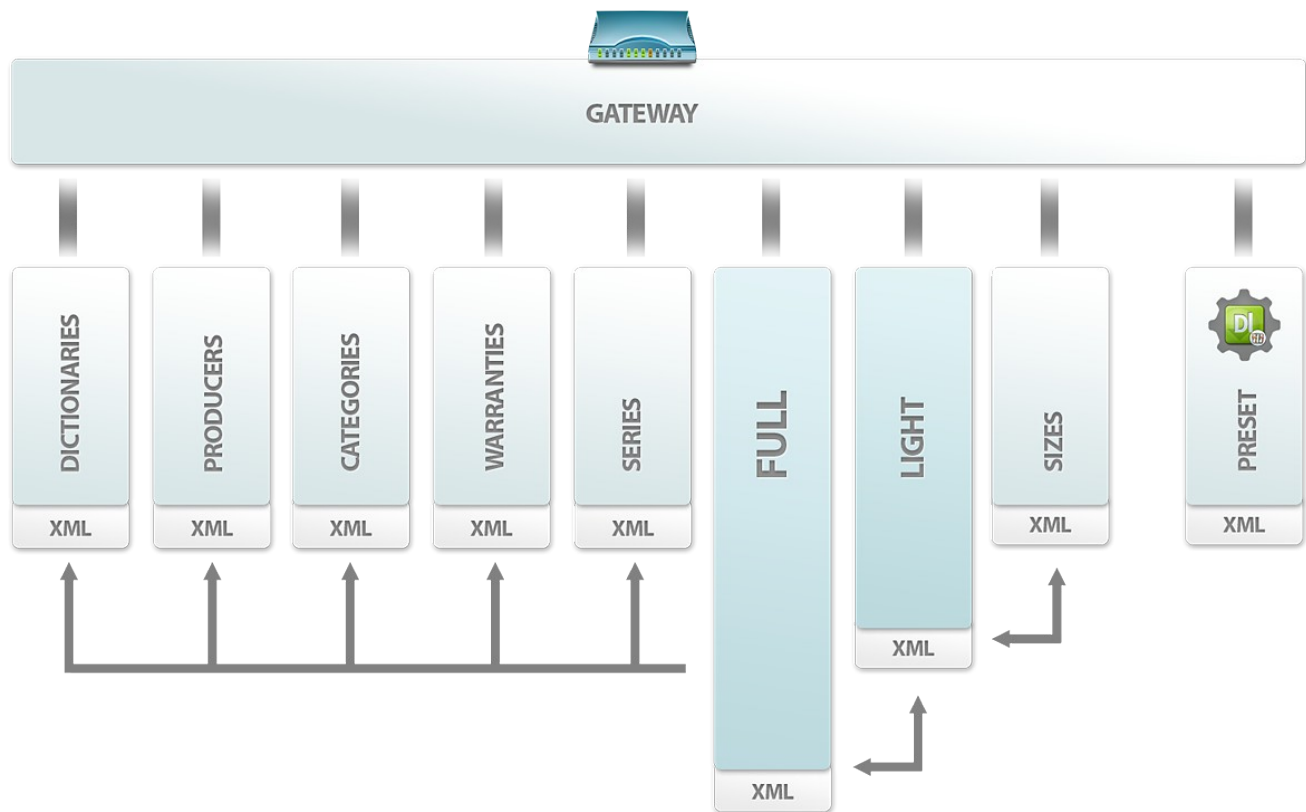 GATEWAY
DICTIONARIES
PRODUCERS
CATEGORIES
WARRANTIES
SERIES
FULL
LIGHT
SIZES
DI
PRESET
XML
XML
XML
XML
XML
XML
XML
XML
XML